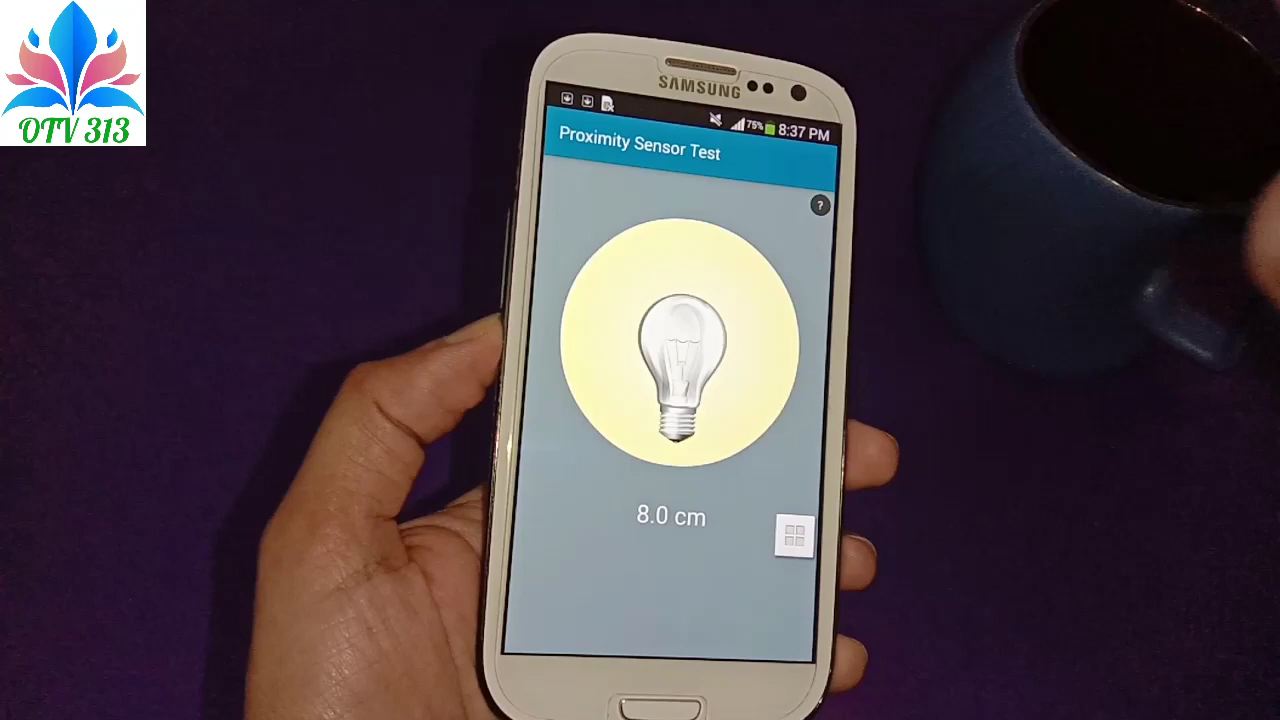 OTV 313
SAMSUNG
75% 8:37 PM
Proximity Sensor Test
?
8.0 cm